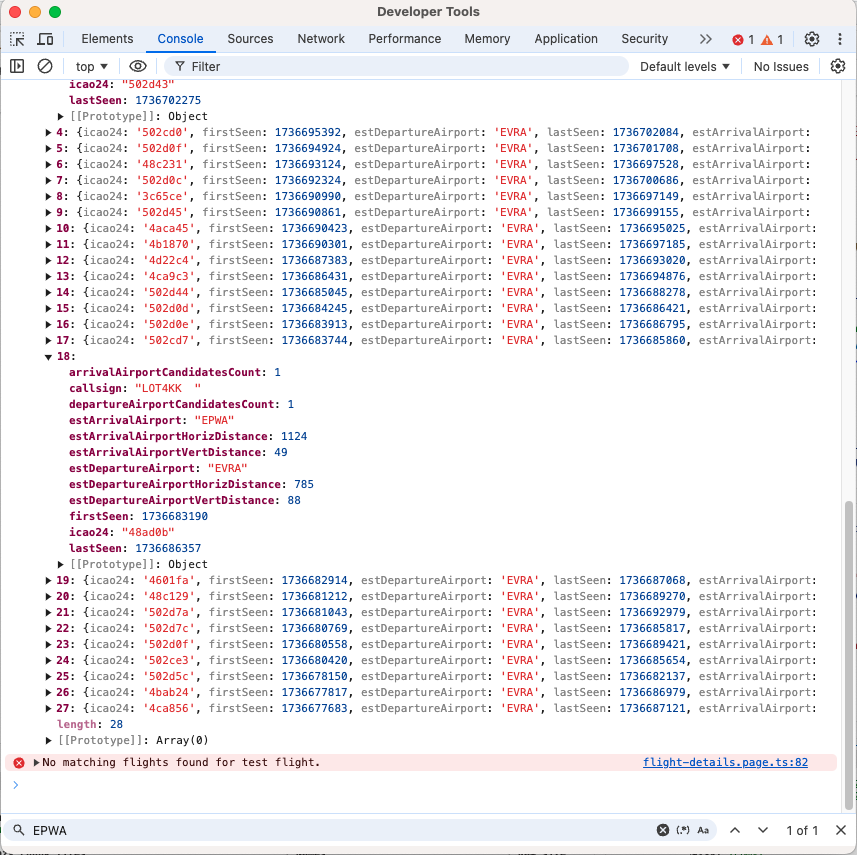 Developer Tools
Elements Console Sources Network Performance Memory Application Security 1 1
top Filter Default levels No Issues
icao24: "502d43"
lastSeen: 1736702275
[[Prototype]]: Object
4: {icao24: '502cd0', firstSeen: 1736695392, estDepartureAirport: 'EVRA', lastSeen: 1736702084, estArrivalAirport:
5: {icao24: '502d0f', firstSeen: 1736694924, estDepartureAirport: 'EVRA', lastSeen: 1736701708, estArrivalAirport:
6: {icao24: '48c231', firstSeen: 1736693124, estDepartureAirport: 'EVRA', lastSeen: 1736697528, estArrivalAirport:
7: {icao24: '502d0c', firstSeen: 1736692324, estDepartureAirport: 'EVRA', lastSeen: 1736700686, estArrivalAirport:
8: {icao24: '3c65ce', firstSeen: 1736690990, estDepartureAirport: 'EVRA', lastSeen: 1736697149, estArrivalAirport:
9: {icao24: '502d45', firstSeen: 1736690861, estDepartureAirport: 'EVRA', lastSeen: 1736699155, estArrivalAirport:
10: {icao24: '4aca45', firstSeen: 1736690423, estDepartureAirport: 'EVRA', lastSeen: 1736695025, estArrivalAirport:
11: {icao24: '4b1870', firstSeen: 1736690301, estDepartureAirport: 'EVRA', lastSeen: 1736697185, estArrivalAirport:
12: {icao24: '4d22c4', firstSeen: 1736687383, estDepartureAirport: 'EVRA', lastSeen: 1736693020, estArrivalAirport:
13: {icao24: '4ca9c3', firstSeen: 1736686431, estDepartureAirport: 'EVRA', lastSeen: 1736694876, estArrivalAirport:
14: {icao24: '502d44', firstSeen: 1736685045, estDepartureAirport: 'EVRA', lastSeen: 1736688278, estArrivalAirport:
15: {icao24: '502d0d', firstSeen: 1736684245, estDepartureAirport: 'EVRA', lastSeen: 1736686421, estArrivalAirport:
16: {icao24: '502d0e', firstSeen: 1736683913, estDepartureAirport: 'EVRA', lastSeen: 1736686795, estArrivalAirport:
17: {icao24: '502cd7', firstSeen: 1736683744, estDepartureAirport: 'EVRA', lastSeen: 1736685860, estArrivalAirport:
18:
arrivalAirportCandidatesCount: 1
callsign: "LOT4KK  "
departureAirportCandidatesCount: 1
estArrivalAirport: "EPWA"
estArrivalAirportHorizDistance: 1124
estArrivalAirportVertDistance: 49
estDepartureAirport: "EVRA"
estDepartureAirportHorizDistance: 785
estDepartureAirportVertDistance: 88
firstSeen: 1736683190
icao24: "48ad0b"
lastSeen: 1736686357
[[Prototype]]: Object
19: {icao24: '4601fa', firstSeen: 1736682914, estDepartureAirport: 'EVRA', lastSeen: 1736687068, estArrivalAirport:
20: {icao24: '48c129', firstSeen: 1736681212, estDepartureAirport: 'EVRA', lastSeen: 1736689270, estArrivalAirport:
21: {icao24: '502d7a', firstSeen: 1736681043, estDepartureAirport: 'EVRA', lastSeen: 1736692979, estArrivalAirport:
22: {icao24: '502d7c', firstSeen: 1736680769, estDepartureAirport: 'EVRA', lastSeen: 1736685817, estArrivalAirport:
23: {icao24: '502d0f', firstSeen: 1736680558, estDepartureAirport: 'EVRA', lastSeen: 1736689421, estArrivalAirport:
24: {icao24: '502ce3', firstSeen: 1736680420, estDepartureAirport: 'EVRA', lastSeen: 1736685654, estArrivalAirport:
25: {icao24: '502d5c', firstSeen: 1736678150, estDepartureAirport: 'EVRA', lastSeen: 1736682137, estArrivalAirport:
26: {icao24: '4bab24', firstSeen: 1736677817, estDepartureAirport: 'EVRA', lastSeen: 1736686979, estArrivalAirport:
27: {icao24: '4ca856', firstSeen: 1736677683, estDepartureAirport: 'EVRA', lastSeen: 1736687121, estArrivalAirport:
length: 28
[[Prototype]]: Array(0)
No matching flights found for test flight. flight-details.page.ts:82
EPWA (.*) Aa 1 of 1